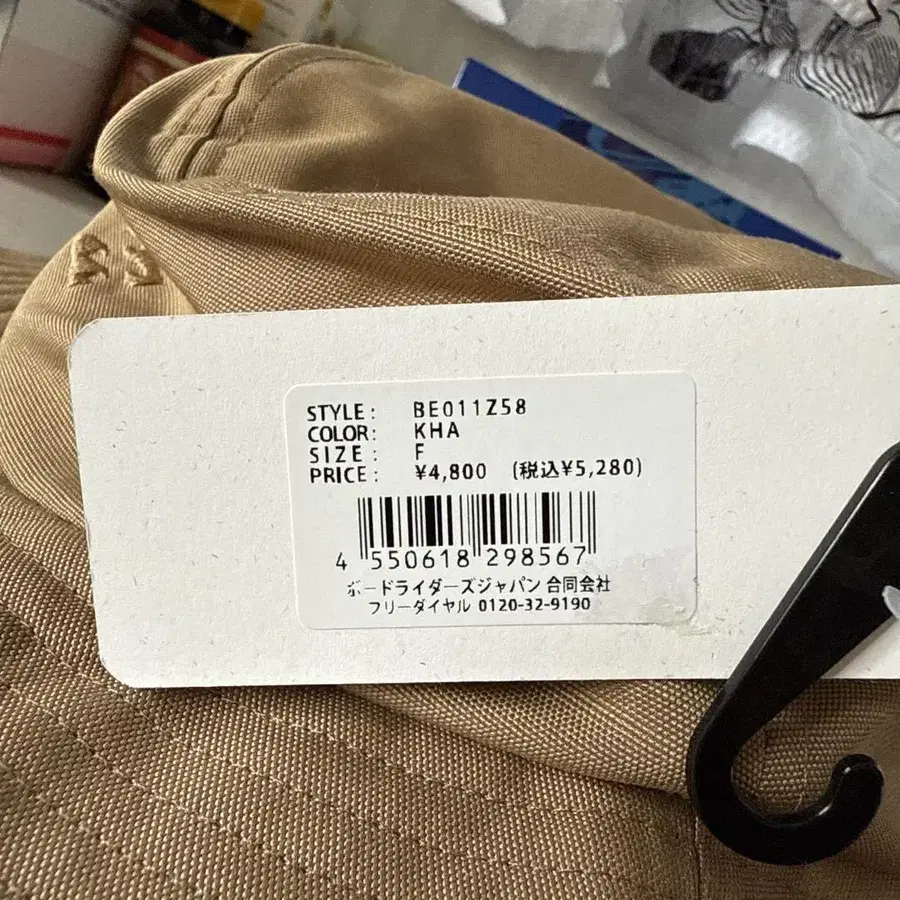 STYLE: BE011Z58
COLOR: KHA
SIZE: F
PRICE: ¥4,800 (税込¥5,280)
4 550618 298567
ボードライダーズジャパン 合同会社
フリーダイヤル 0120-32-9190